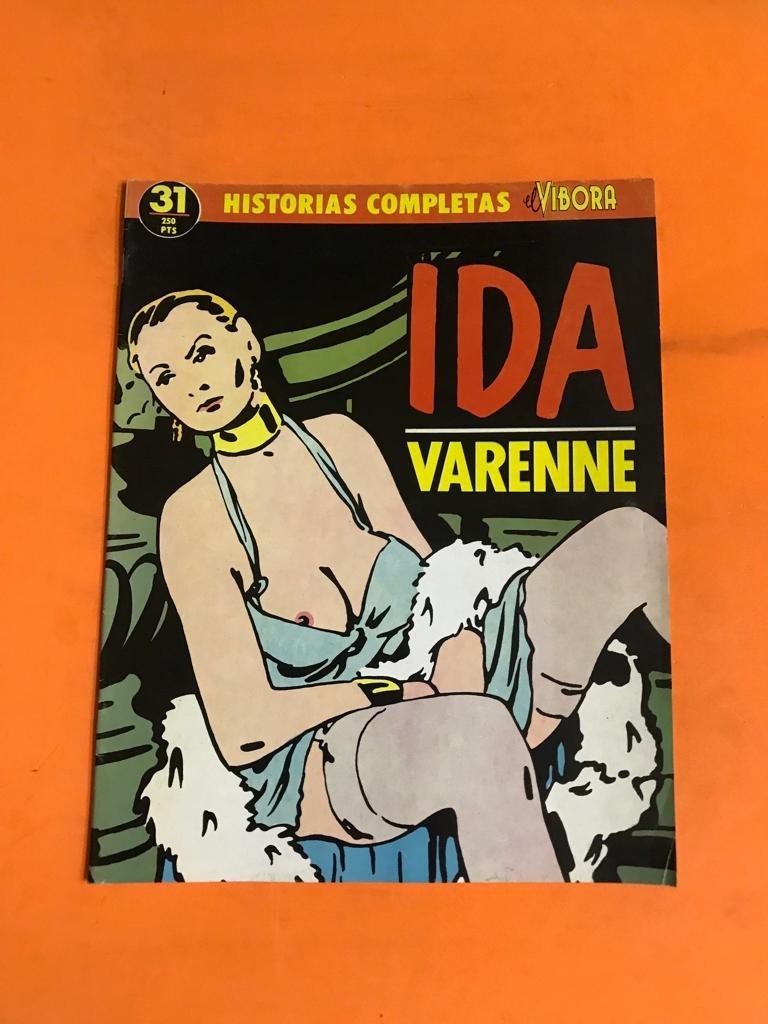 31
250
PTS
HISTORIAS COMPLETAS el VIBORA
IDA
VARENNE